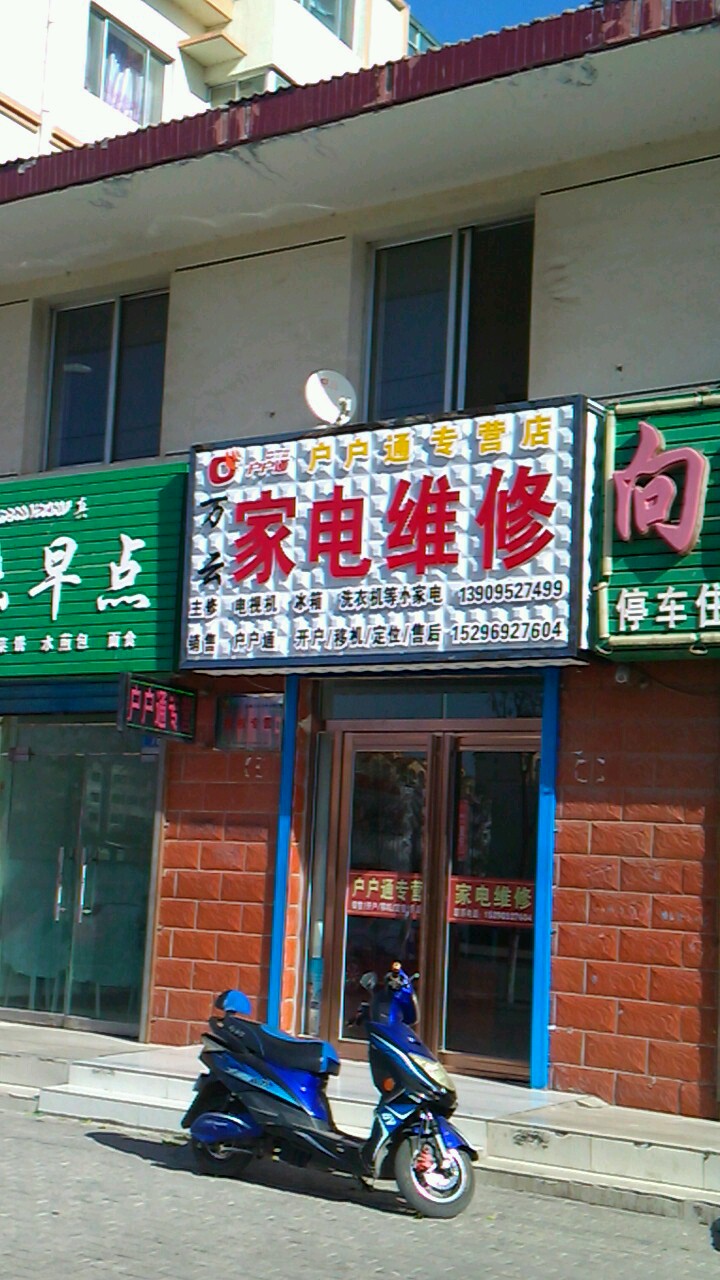 户户通 户户通专营店
万云
家电维修
主修 电视机 冰箱 洗衣机等小家电 13909527499
销售 户户通 开户/移机/定位/售后 15296927604
早点
水煎包 面食
向
停车住
户户通专
户户通专营
家电维修